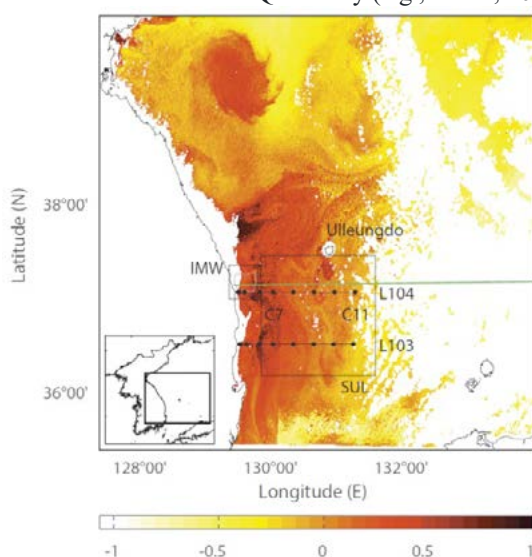 Latitude (N)
38°00'
36°00'
Ulleungdo
IMW
L104
C7
C11
L103
SUL
128°00'
130°00'
132°00'
Longitude (E)
-1
-0.5
0
0.5